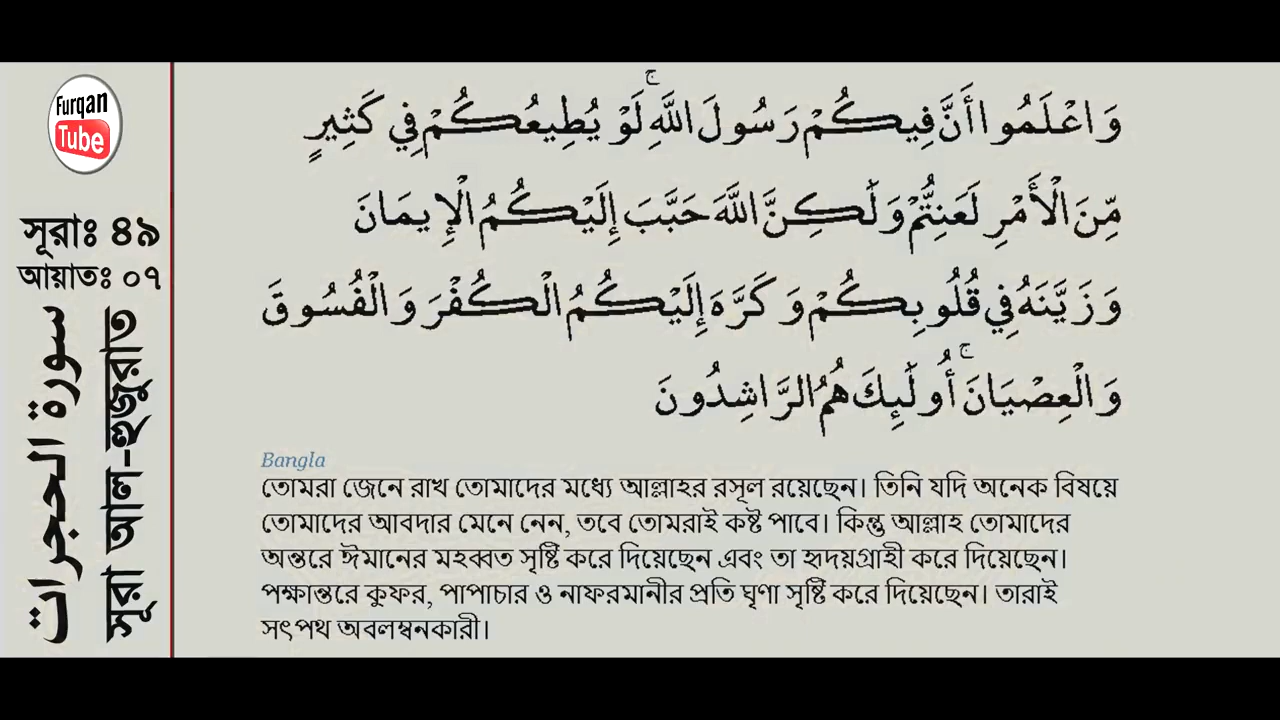 Furqan
Tube
সূরাঃ ৪৯
আয়াতঃ ০৭
سورة الحجرات
সূরা আল-হুজুরাত
وَاعْلَمُوا أَنَّ فِيكُمْ رَسُولَ اللَّهِ ۚ لَوْ يُطِيعُكُمْ فِي كَثِيرٍ
مِّنَ الْأَمْرِ لَعَنِتُّمْ وَلَٰكِنَّ اللَّهَ حَبَّبَ إِلَيْكُمُ الْإِيمَانَ
وَزَيَّنَهُ فِي قُلُوبِكُمْ وَكَرَّهَ إِلَيْكُمُ الْكُفْرَ وَالْفُسُوقَ
وَالْعِصْيَانَ ۚ أُولَٰئِكَ هُمُ الرَّاشِدُونَ
Bangla
তোমরা জেনে রাখ তোমাদের মধ্যে আল্লাহর রসূল রয়েছেন। তিনি যদি অনেক বিষয়ে
তোমাদের আবদার মেনে নেন, তবে তোমরাই কষ্ট পাবে। কিন্তু আল্লাহ তোমাদের
অন্তরে ঈমানের মহব্বত সৃষ্টি করে দিয়েছেন এবং তা হৃদয়গ্রাহী করে দিয়েছেন।
পক্ষান্তরে কুফর, পাপাচার ও নাফরমানীর প্রতি ঘৃণা সৃষ্টি করে দিয়েছেন। তারাই
সৎপথ অবলম্বনকারী।